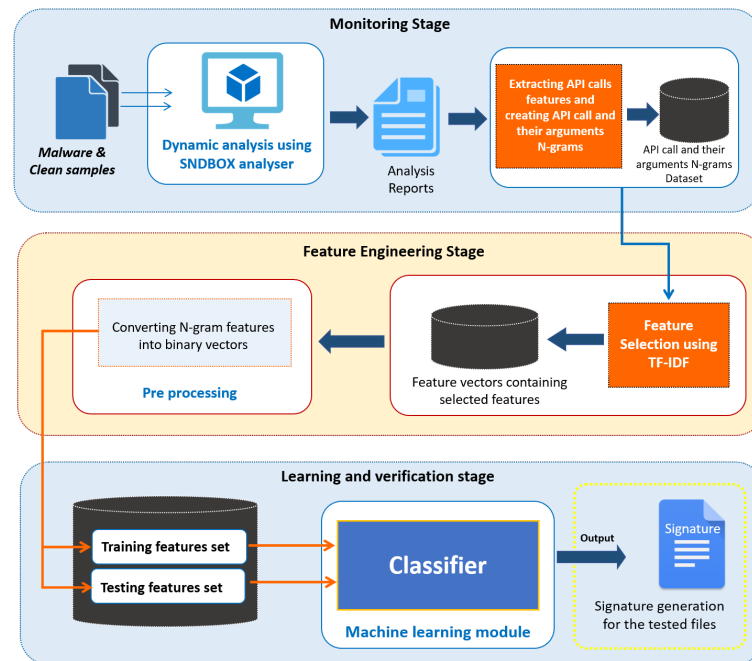 Monitoring Stage
Malware &
Clean samples
Dynamic analysis using
SNDBOX analyser
Analysis
Reports
Extracting API calls
features and
creating API call and
their arguments
N-grams
API call and their
arguments N-grams
Dataset
Feature Engineering Stage
Converting N-gram features
into binary vectors
Pre processing
Feature vectors containing
selected features
Feature
Selection using
TF-IDF
Learning and verification stage
Training features set
Testing features set
Classifier
Machine learning module
Output
Signature
Signature generation
for the tested files